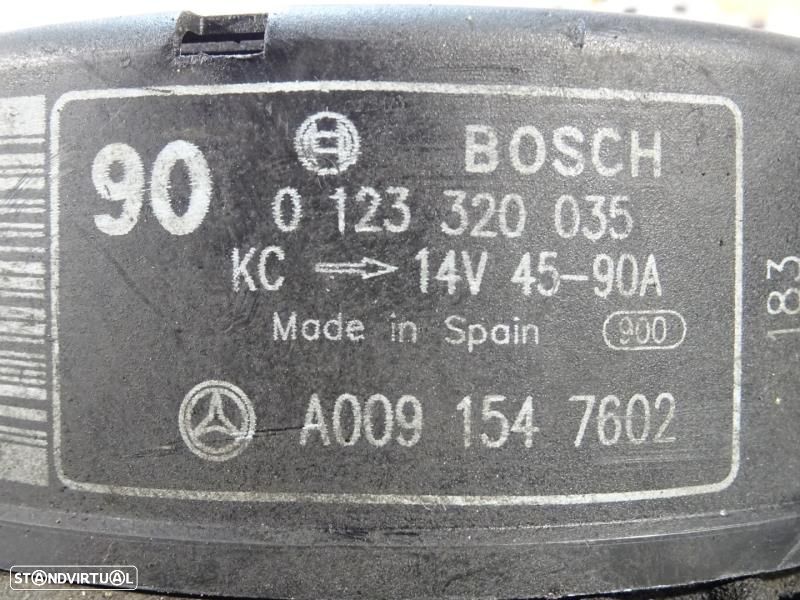 90 BOSCH
0 123 320 035
KC → 14V 45-90A
Made in Spain 900
A009 154 7602
183
STANDVIRTUAL